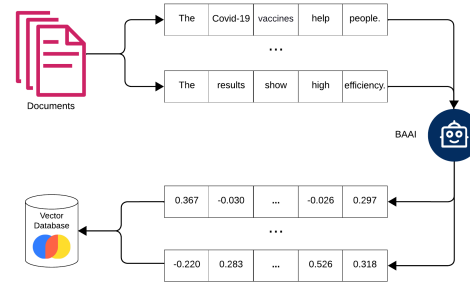 The Covid-19 vaccines help people.
...
Documents
The results show high efficiency.
BAAI
0.367 -0.030 ... -0.026 0.297
Vector
Database
...
-0.220 0.283 ... 0.526 0.318